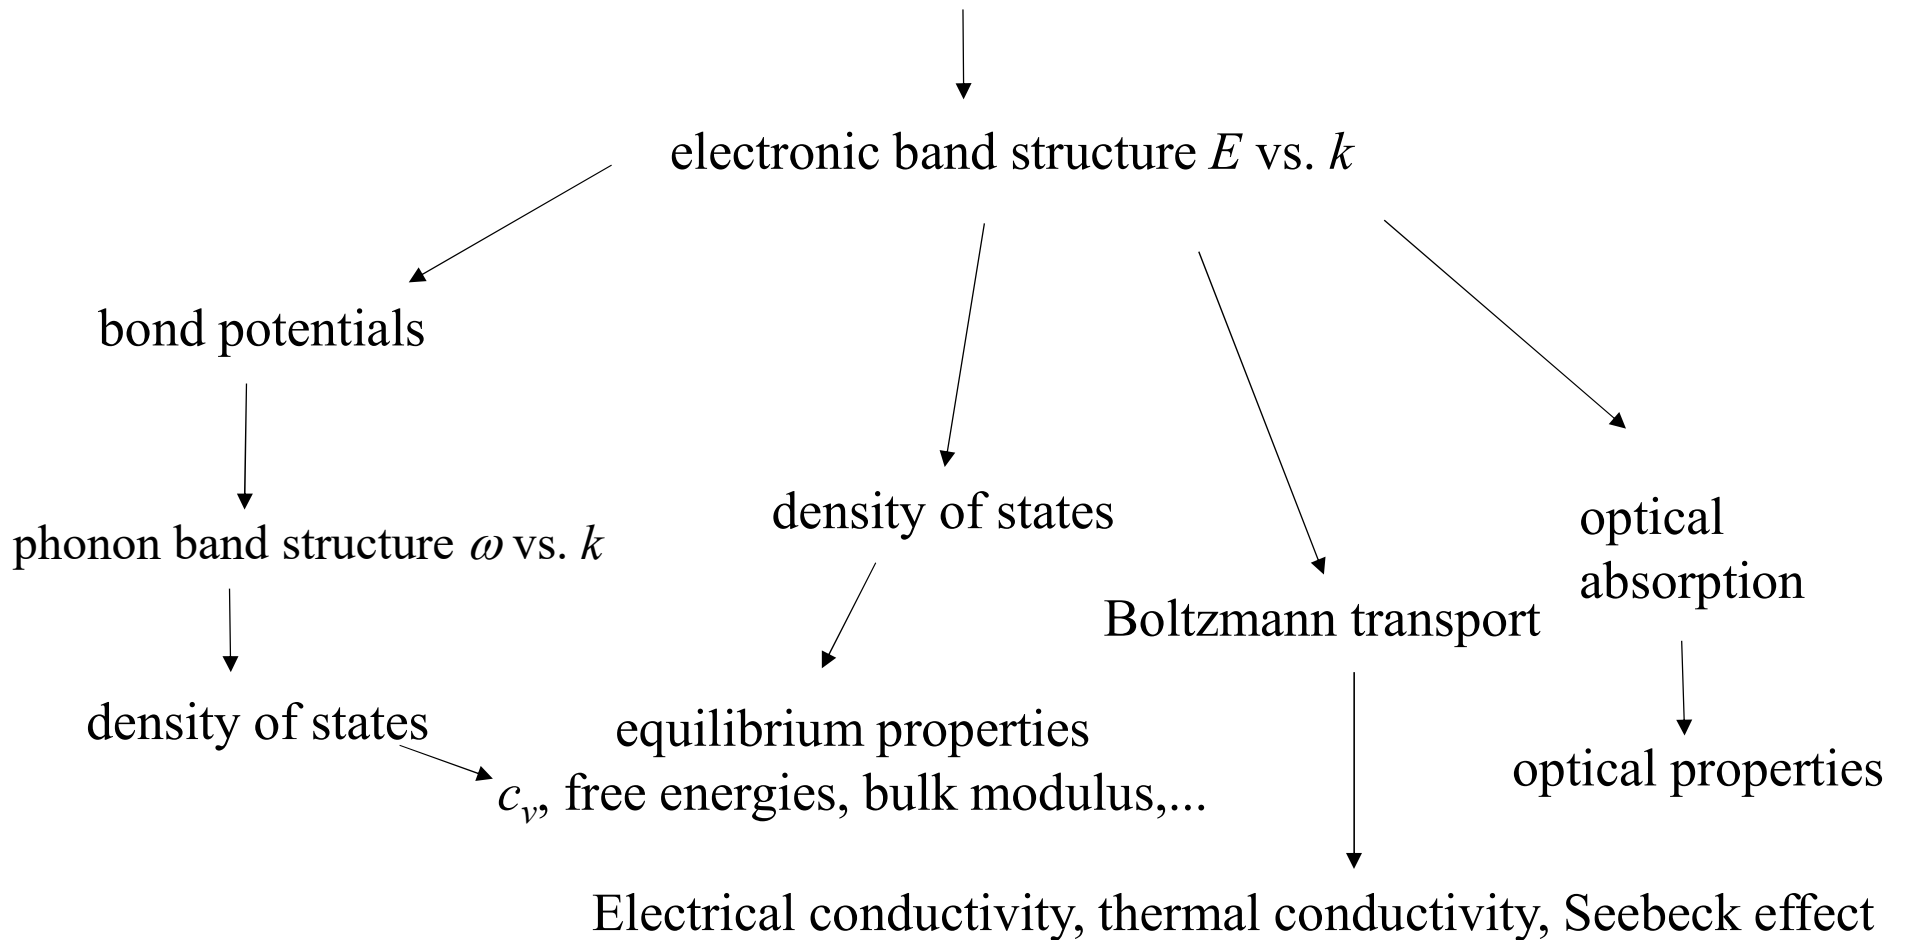 electronic band structure E vs. k
bond potentials
phonon band structure ω vs. k
density of states
density of states
equilibrium properties
cv, free energies, bulk modulus,...
Boltzmann transport
Electrical conductivity, thermal conductivity, Seebeck effect
optical
absorption
optical properties